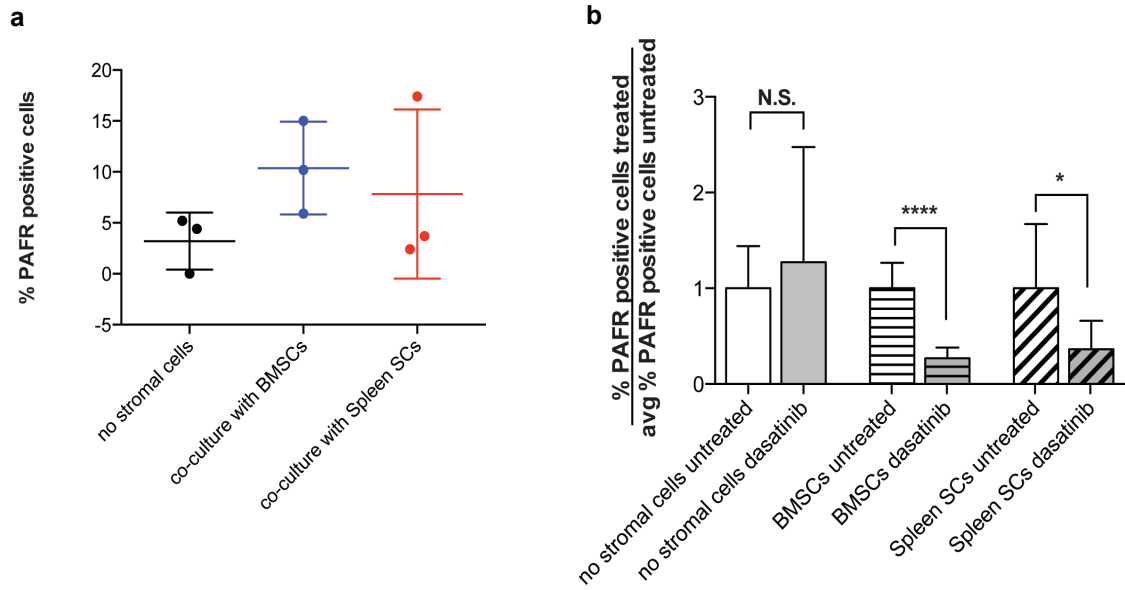 a
% PAFR positive cells
20
15
10
5
0
-5
no stromal cells
co-culture with BMSCs
co-culture with Spleen SCs
b
% PAFR positive cells treated
avg % PAFR positive cells untreated
3
2
1
0
N.S.
****
*
no stromal cells untreated
no stromal cells dasatinib
BMSCs untreated
BMSCs dasatinib
Spleen SCs untreated
Spleen SCs dasatinib